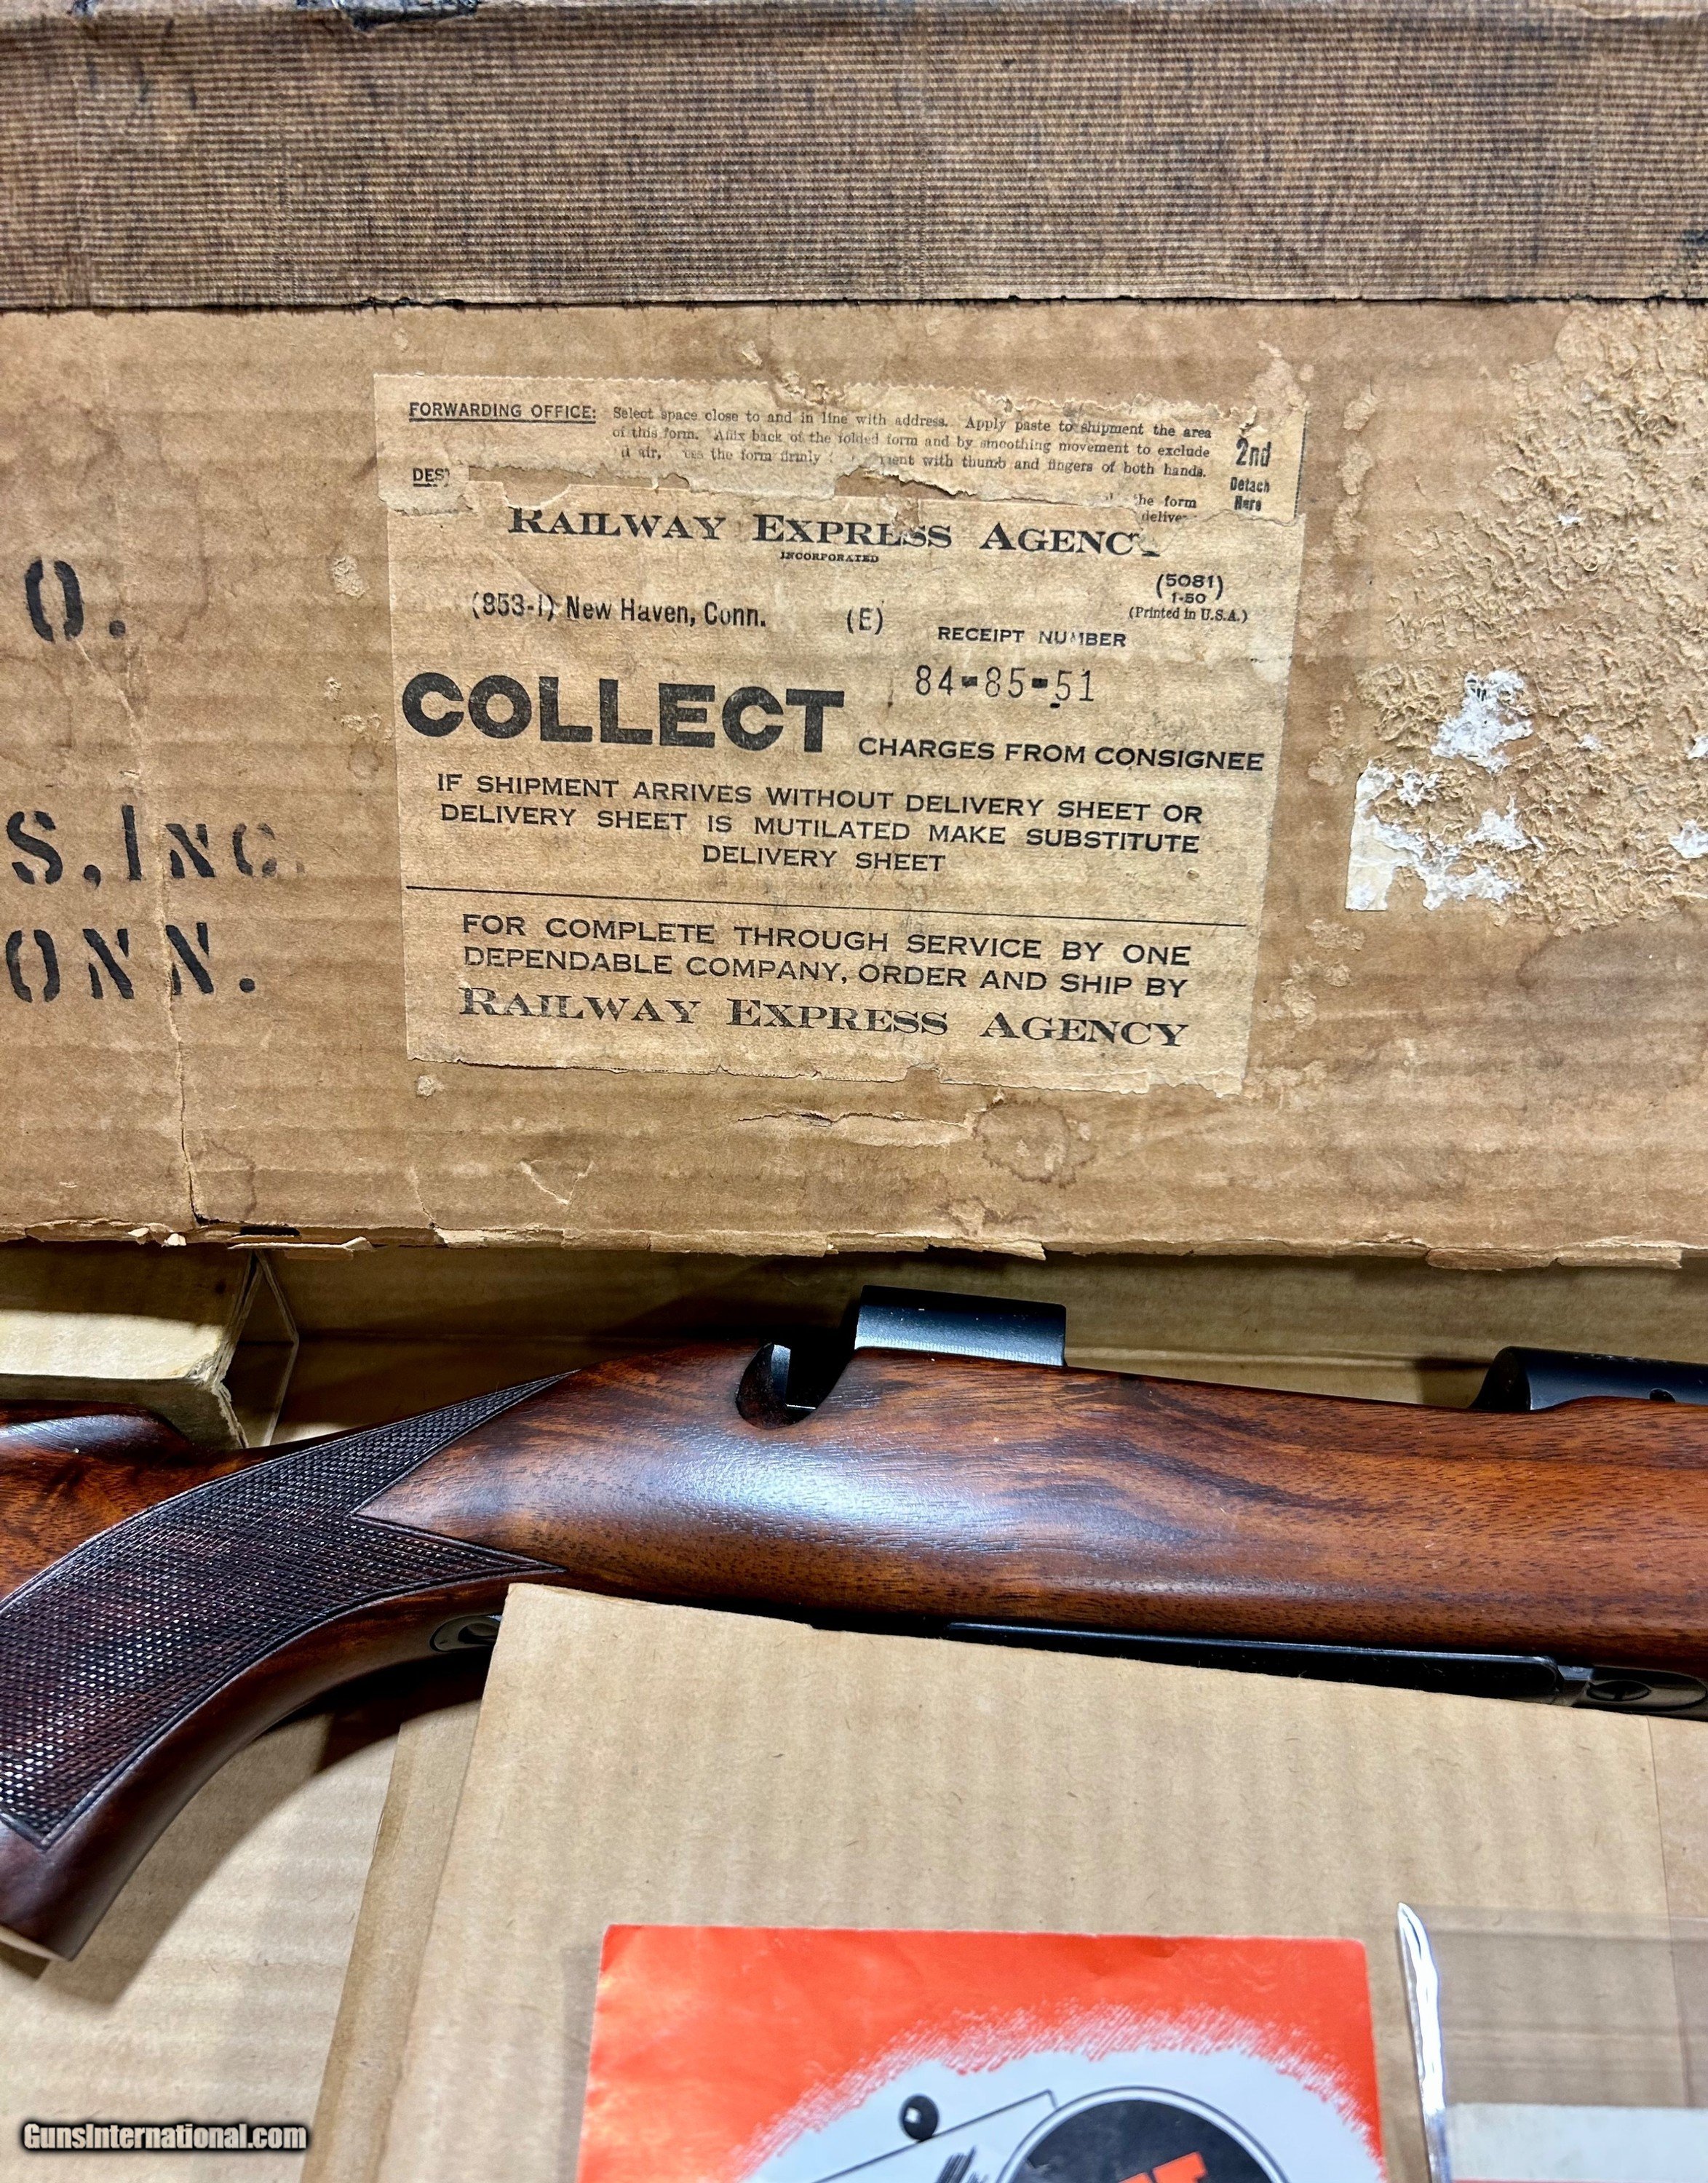 FORWARDING OFFICE: Select space close to and in line with address. Apply paste to shipment the area
of this form. Affix back of the folded form and by smoothing movement to exclude
air, the form firmly with thumb and fingers of both hands.
2nd
Detach
Here
the form
RAILWAY EXPRESS AGENCY
INCORPORATED
(5081)
1-50
(Printed in U.S.A.)
(853-1) New Haven, Conn. (E)
RECEIPT NUMBER
84-85-51
COLLECT CHARGES FROM CONSIGNEE
IF SHIPMENT ARRIVES WITHOUT DELIVERY SHEET OR
DELIVERY SHEET IS MUTILATED MAKE SUBSTITUTE
DELIVERY SHEET
FOR COMPLETE THROUGH SERVICE BY ONE
DEPENDABLE COMPANY, ORDER AND SHIP BY
RAILWAY EXPRESS AGENCY
O.
S, INC.
ONN.
GunsInternational.com